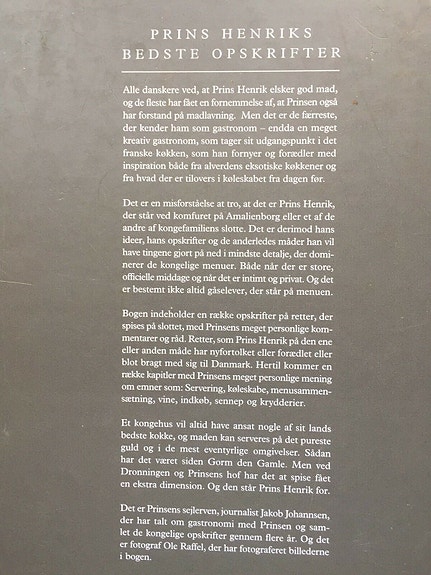 PRINS HENRIKS
BEDSTE OPSKRIFTER
Alle danskere ved, at Prins Henrik elsker god mad,
og de fleste har fået en fornemmelse af, at Prinsen også
har forstand på madlavning. Men det er de færreste,
der kender ham som gastronom – endda en meget
kreativ gastronom, som tager sit udgangspunkt i det
franske køkken, som han fornyer og forædler med
inspiration både fra alverdens eksotiske køkkener og
fra hvad der er tilovers i køleskabet fra dagen før.
Det er en misforståelse at tro, at det er Prins Henrik,
der står ved komfuret på Amalienborg eller et af de
andre af kongefamiliens slotte. Det er derimod hans
ideer, hans opskrifter og de anderledes måder han vil
have tingene gjort på ned i mindste detalje, der domi-
nerer de kongelige menuer. Både når der er store,
officielle middage og når det er intimt og privat. Og det
er bestemt ikke altid gåselever, der står på menuen.
Bogen indeholder en række opskrifter på retter, der
spises på slottet, med Prinsens meget personlige kom-
mentarer og råd. Retter, som Prins Henrik på den ene
eller anden måde har nyfortolket eller forædlet eller
blot bragt med sig til Danmark. Hertil kommer en
række kapitler med Prinsens meget personlige mening
om emner som: Servering, køleskabe, menusammen-
sætning, vine, indkøb, sennep og krydderier.
Et kongehus vil altid have ansat nogle af sit lands
bedste kokke, og maden kan serveres på det pureste
guld og i de mest eventyrlige omgivelser. Sådan
har det været siden Gorm den Gamle. Men ved
Dronningen og Prinsens hof har det at spise fået
en ekstra dimension. Og den står Prins Henrik for.
Det er Prinsens sejlerven, journalist Jakob Johannsen,
der har talt om gastronomi med Prinsen og sam-
let de kongelige opskrifter gennem flere år. Og det
er fotograf Ole Raffel, der har fotograferet billederne
i bogen.